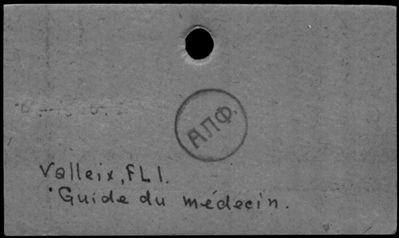 АПФ.
Valleix, F L I.
Guide du médecin.